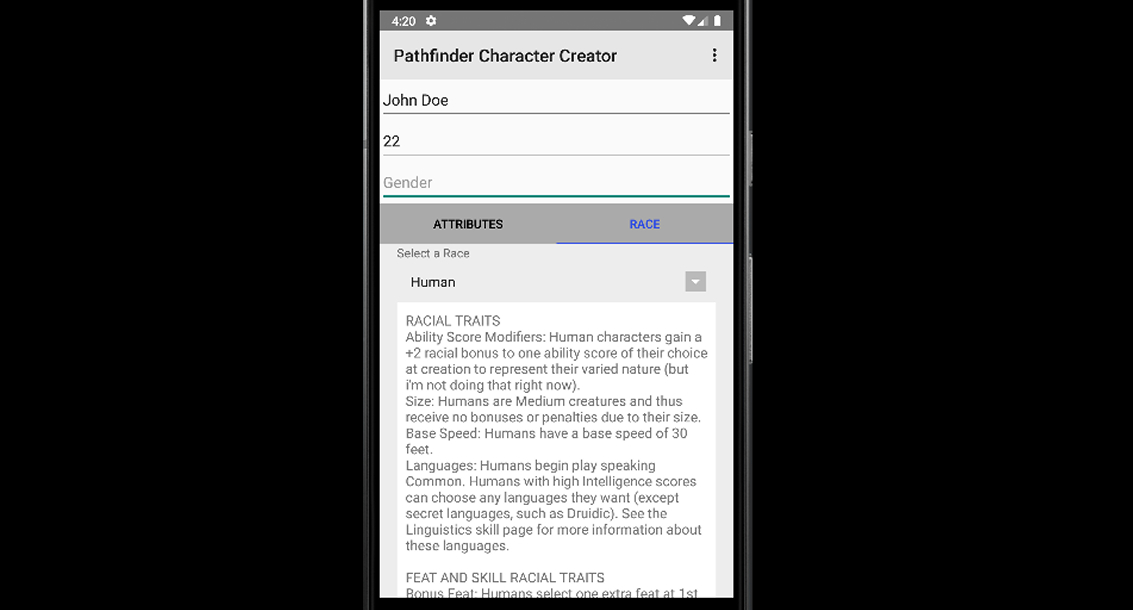 4:20
Pathfinder Character Creator
John Doe
22
Gender
ATTRIBUTES RACE
Select a Race
Human
RACIAL TRAITS
Ability Score Modifiers: Human characters gain a
+2 racial bonus to one ability score of their choice
at creation to represent their varied nature (but
i'm not doing that right now).
Size: Humans are Medium creatures and thus
receive no bonuses or penalties due to their size.
Base Speed: Humans have a base speed of 30
feet.
Languages: Humans begin play speaking
Common. Humans with high Intelligence scores
can choose any languages they want (except
secret languages, such as Druidic). See the
Linguistics skill page for more information about
these languages.
FEAT AND SKILL RACIAL TRAITS
Bonus Feat: Humans select one extra feat at 1st